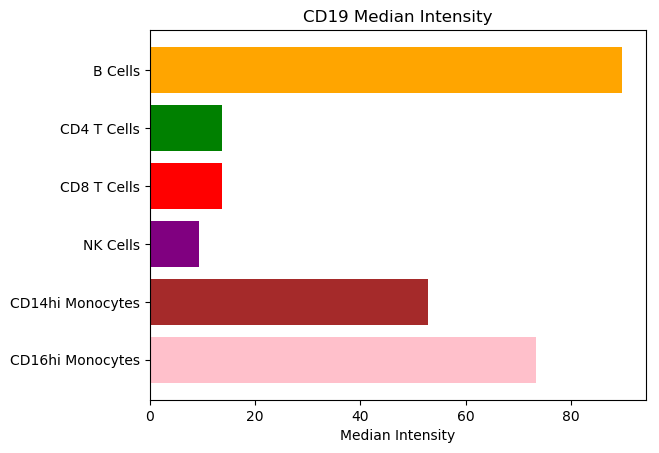 CD19 Median Intensity
B Cells
CD4 T Cells
CD8 T Cells
NK Cells
CD14hi Monocytes
CD16hi Monocytes
0 20 40 60 80
Median Intensity